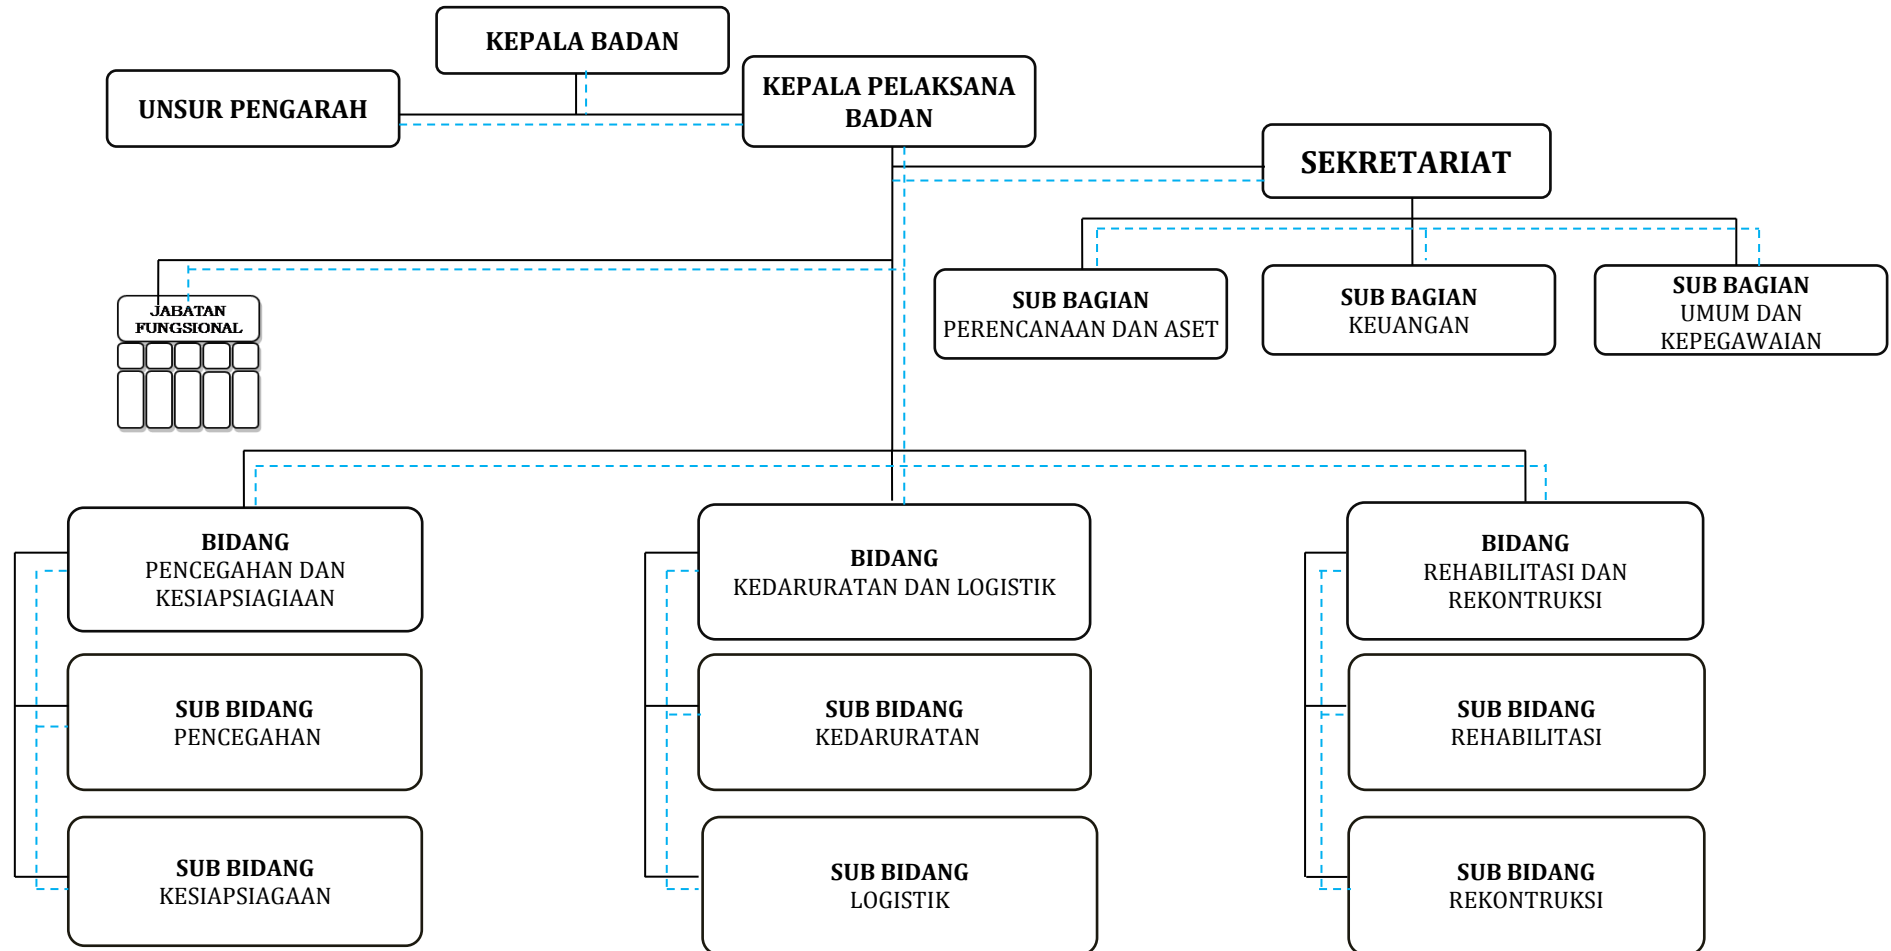 KEPALA BADAN
UNSUR PENGARAH
KEPALA PELAKSANA
BADAN
SEKRETARIAT
JABATAN
FUNGSIONAL
SUB BAGIAN
PERENCANAAN DAN ASET
SUB BAGIAN
KEUANGAN
SUB BAGIAN
UMUM DAN
KEPEGAWAIAN
BIDANG
PENCEGAHAN DAN
KESIAPSIAGIAAN
BIDANG
KEDARURATAN DAN LOGISTIK
BIDANG
REHABILITASI DAN
REKONTRUKSI
SUB BIDANG
PENCEGAHAN
SUB BIDANG
KEDARURATAN
SUB BIDANG
REHABILITASI
SUB BIDANG
KESIAPSIAGAAN
SUB BIDANG
LOGISTIK
SUB BIDANG
REKONTRUKSI